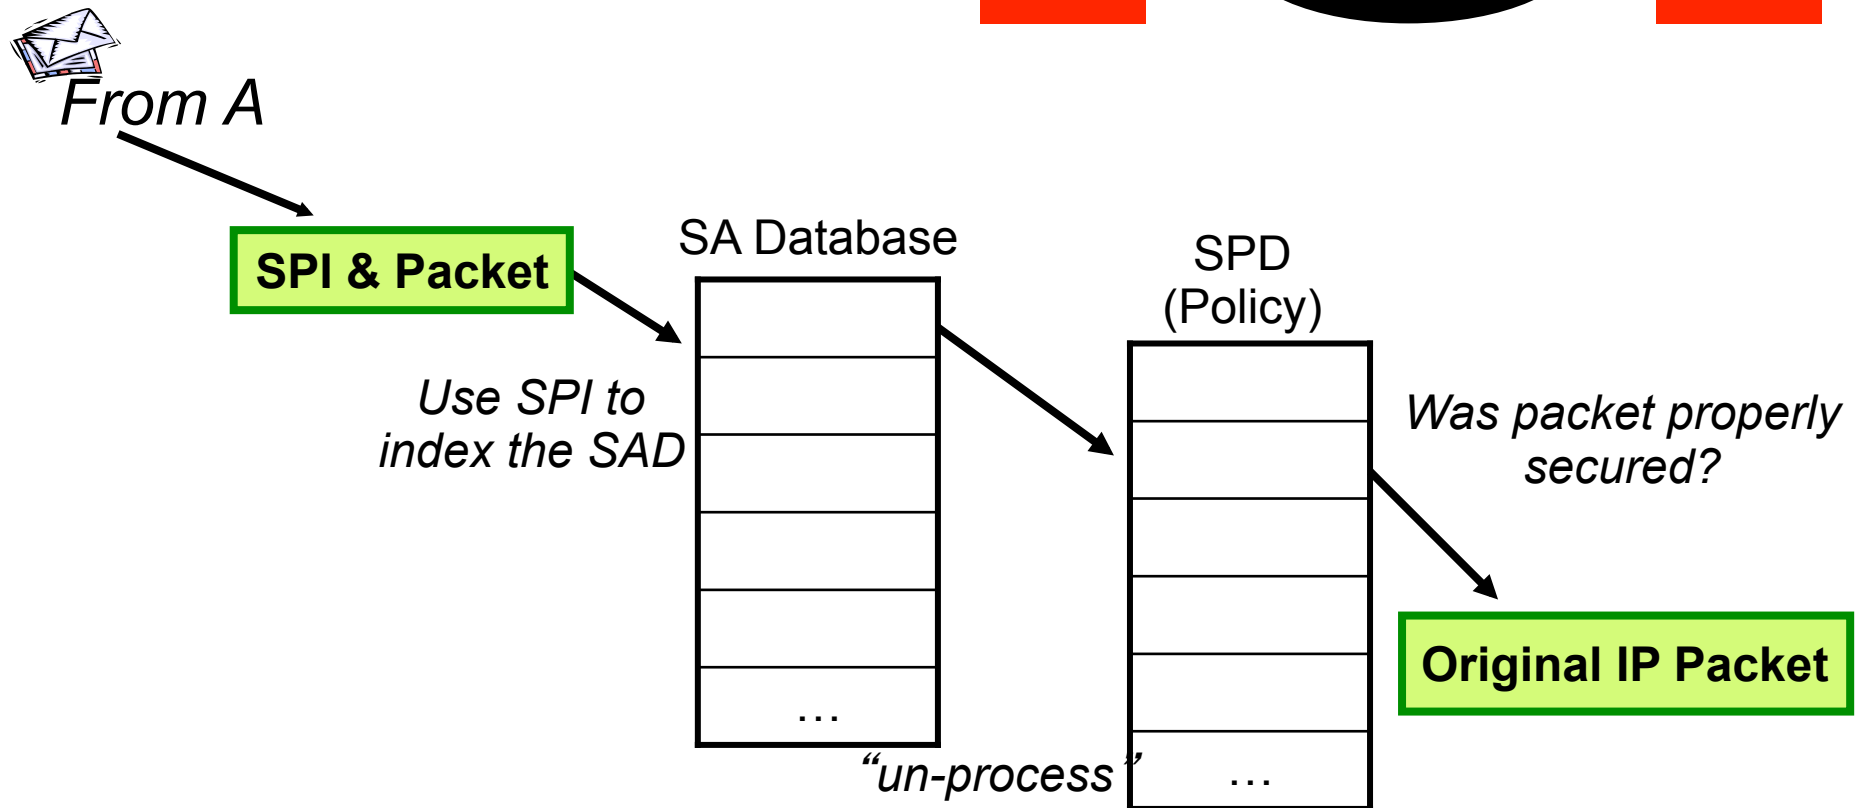 From A
SPI & Packet
SA Database
SPD
(Policy)
Use SPI to
index the SAD
Was packet properly
secured?
Original IP Packet
…
“un-process”
…